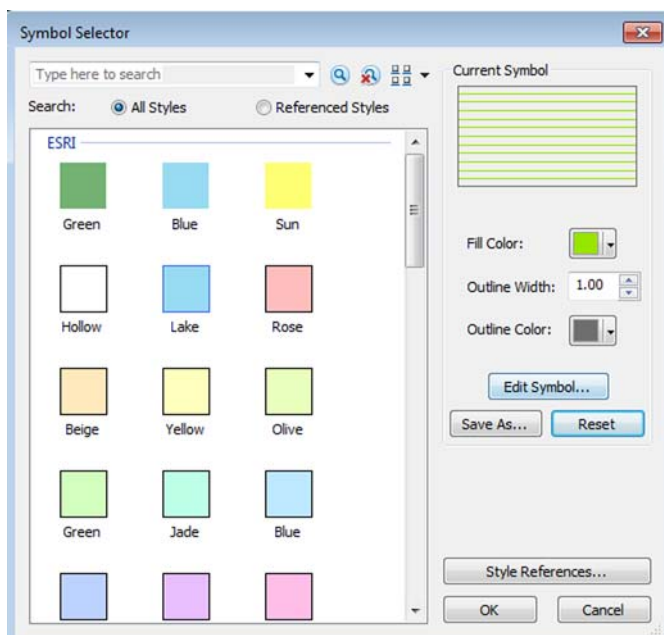 Symbol Selector
Type here to search
Search: All Styles Referenced Styles
ESRI
Green Blue Sun
Hollow Lake Rose
Beige Yellow Olive
Green Jade Blue
Current Symbol
Fill Color:
Outline Width: 1.00
Outline Color:
Edit Symbol...
Save As... Reset
Style References...
OK Cancel